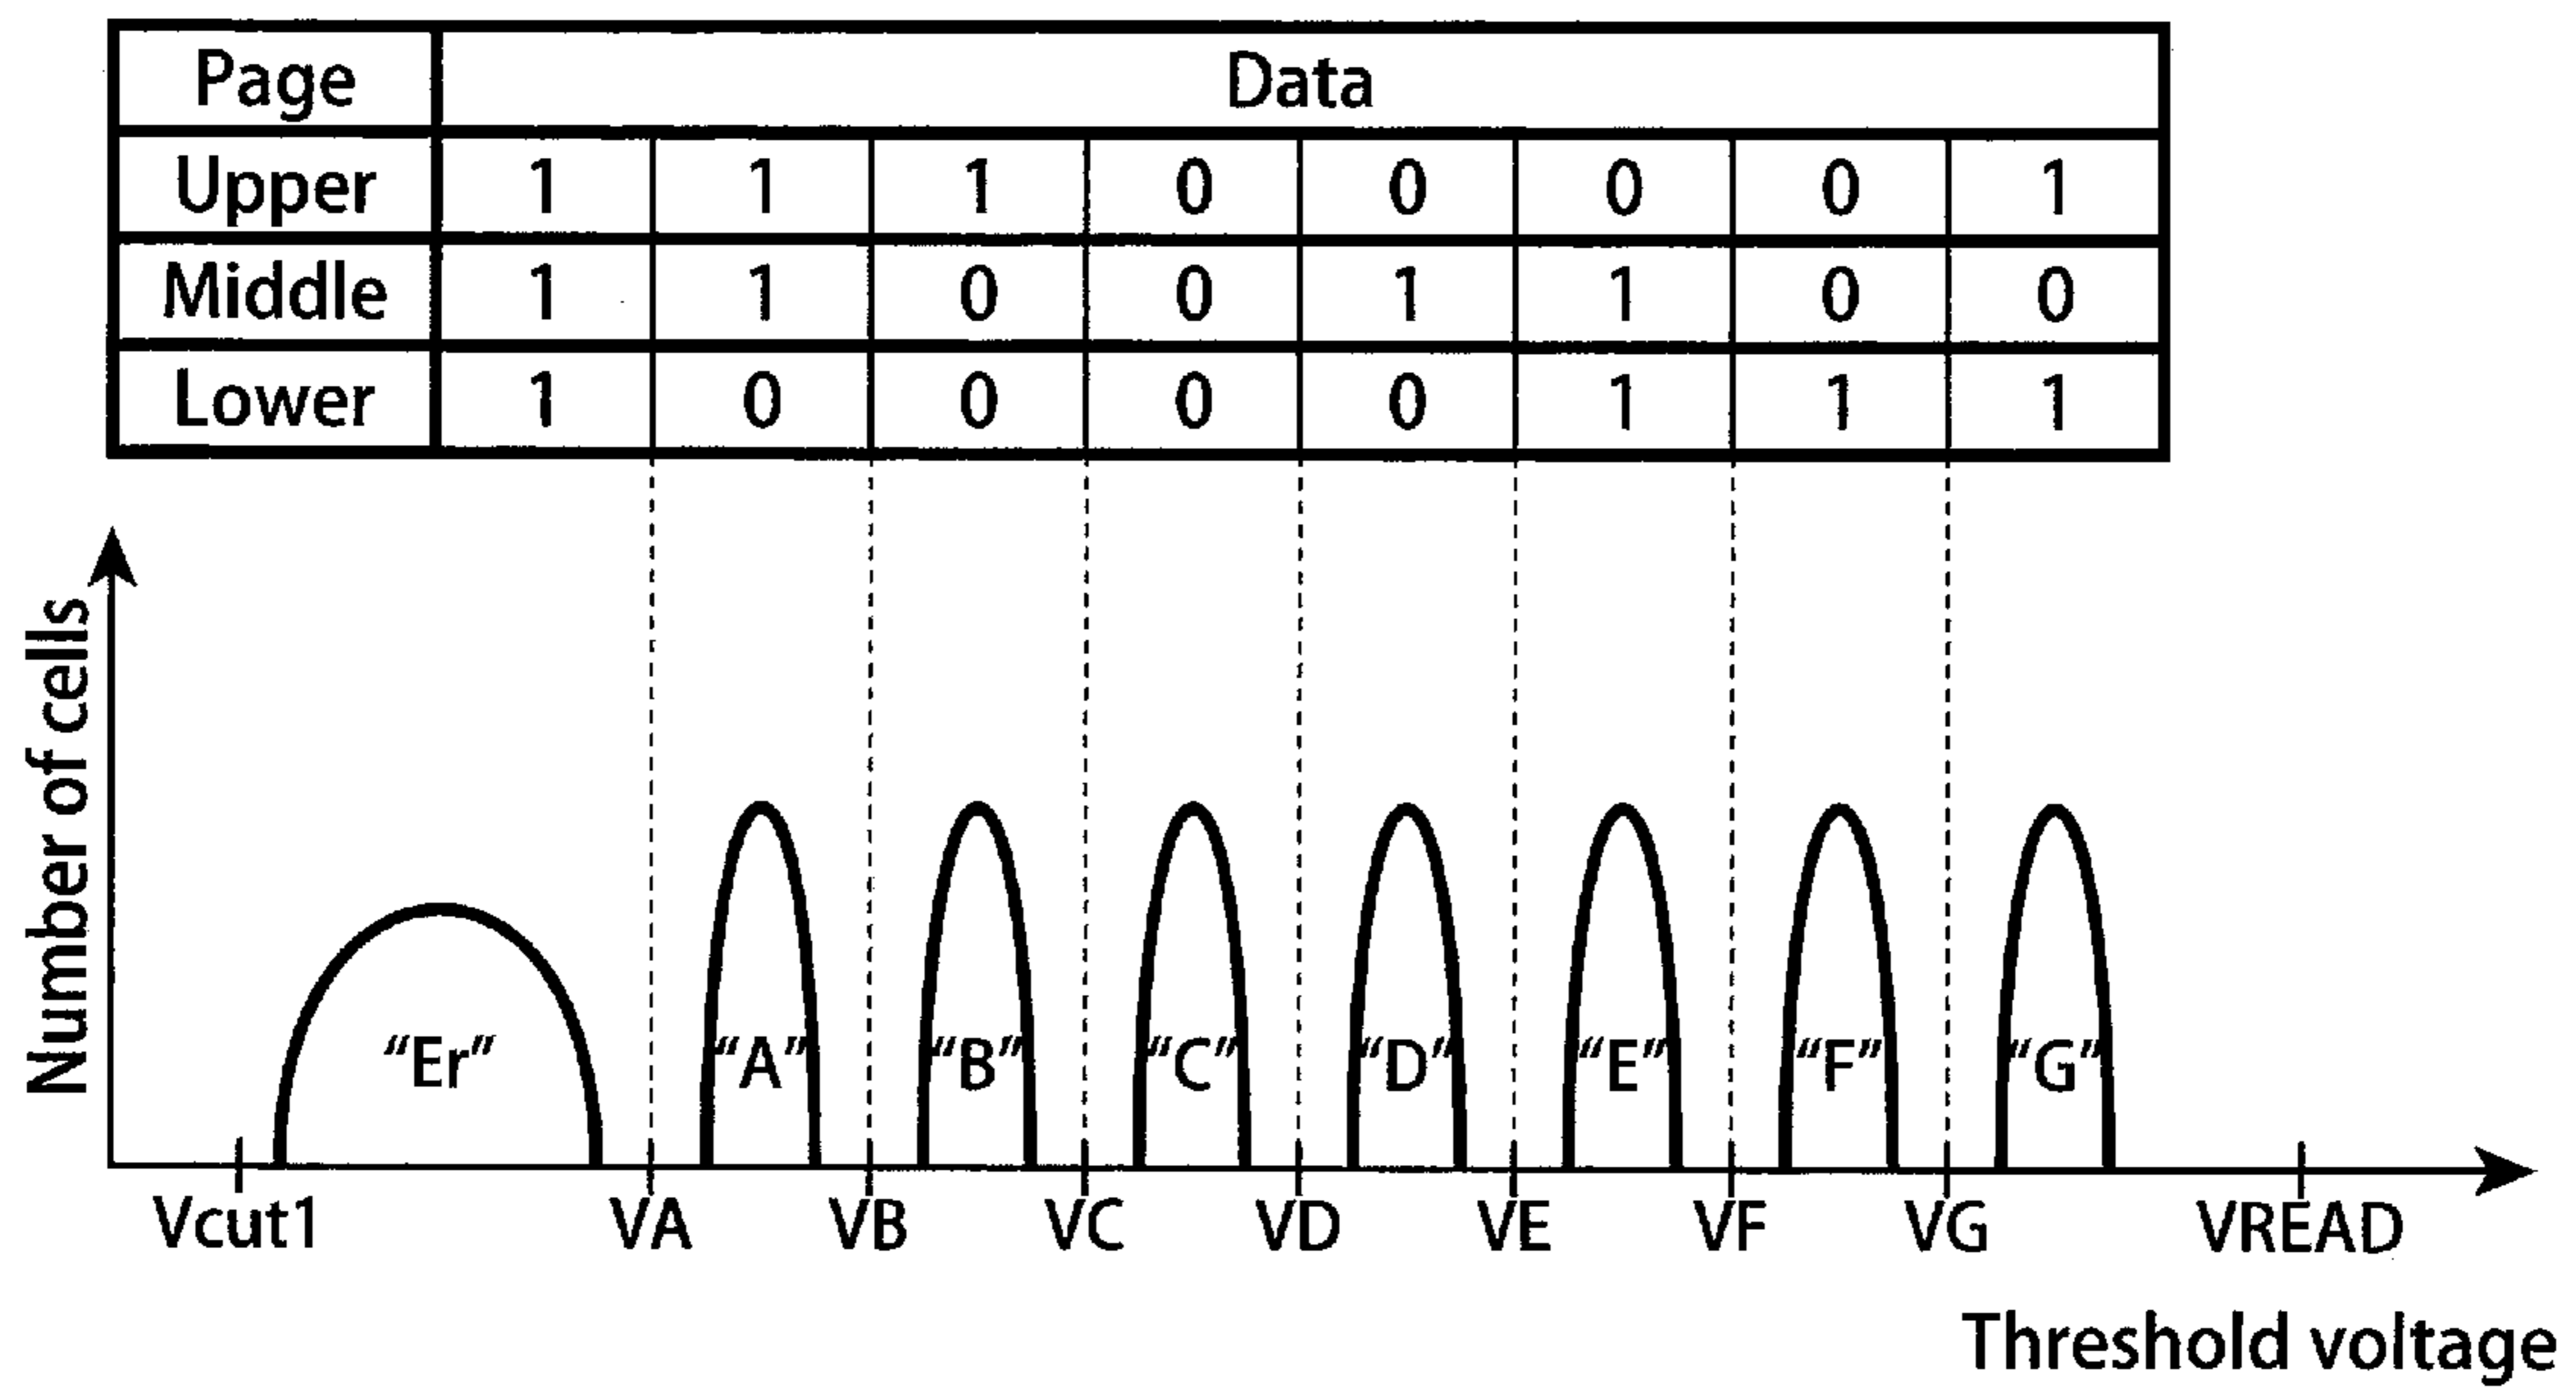 Page Data
Upper 1 1 1 0 0 0 0 1
Middle 1 1 0 0 1 1 0 0
Lower 1 0 0 0 0 1 1 1
Number of cells
“Er” “A” “B” “C” “D” “E” “F” “G”
Vcut1 VA VB VC VD VE VF VG VREAD
Threshold voltage